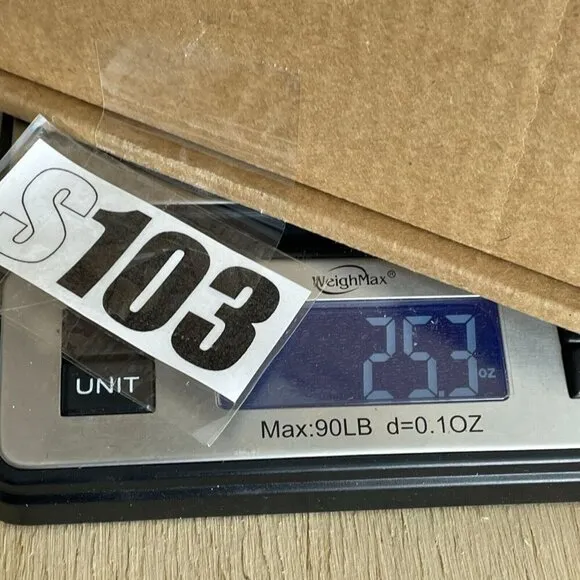 S103
WeighMax®
25.3 oz
UNIT
Max:90LB d=0.1OZ